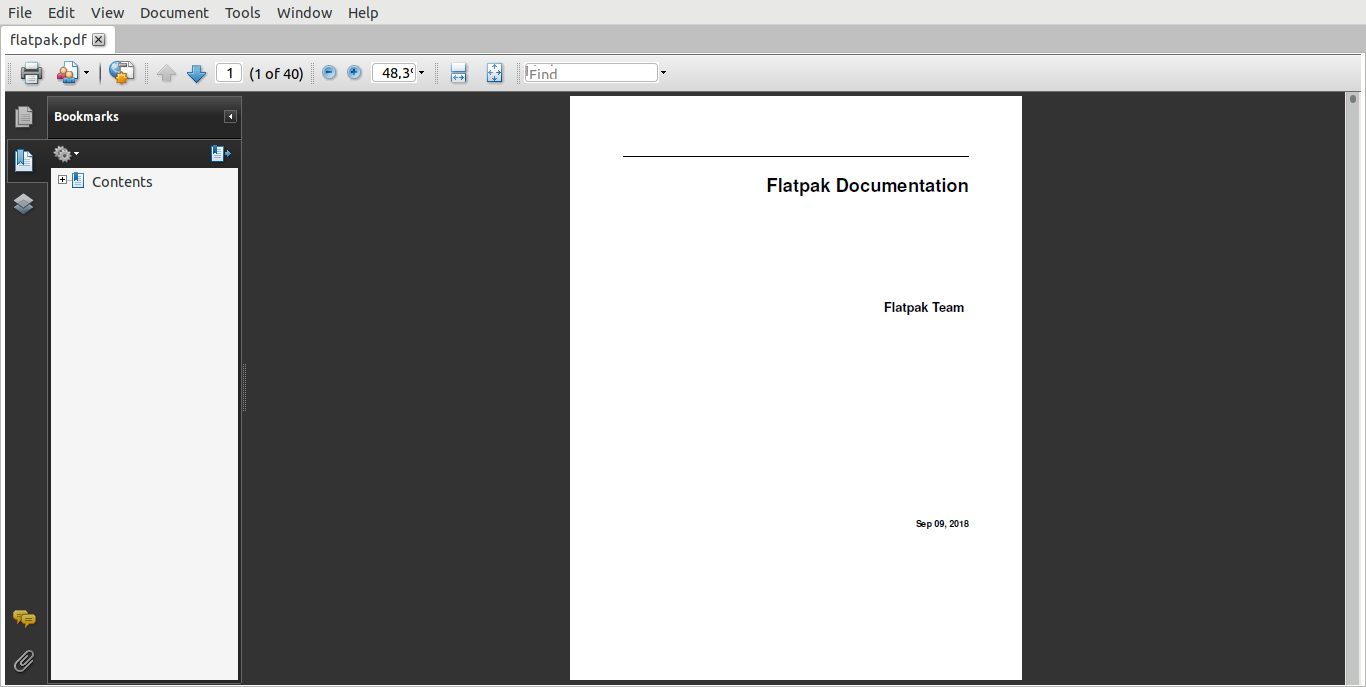 File Edit View Document Tools Window Help
flatpak.pdf
1 (1 of 40) 48,3% Find
Bookmarks
Contents
Flatpak Documentation
Flatpak Team
Sep 09, 2018